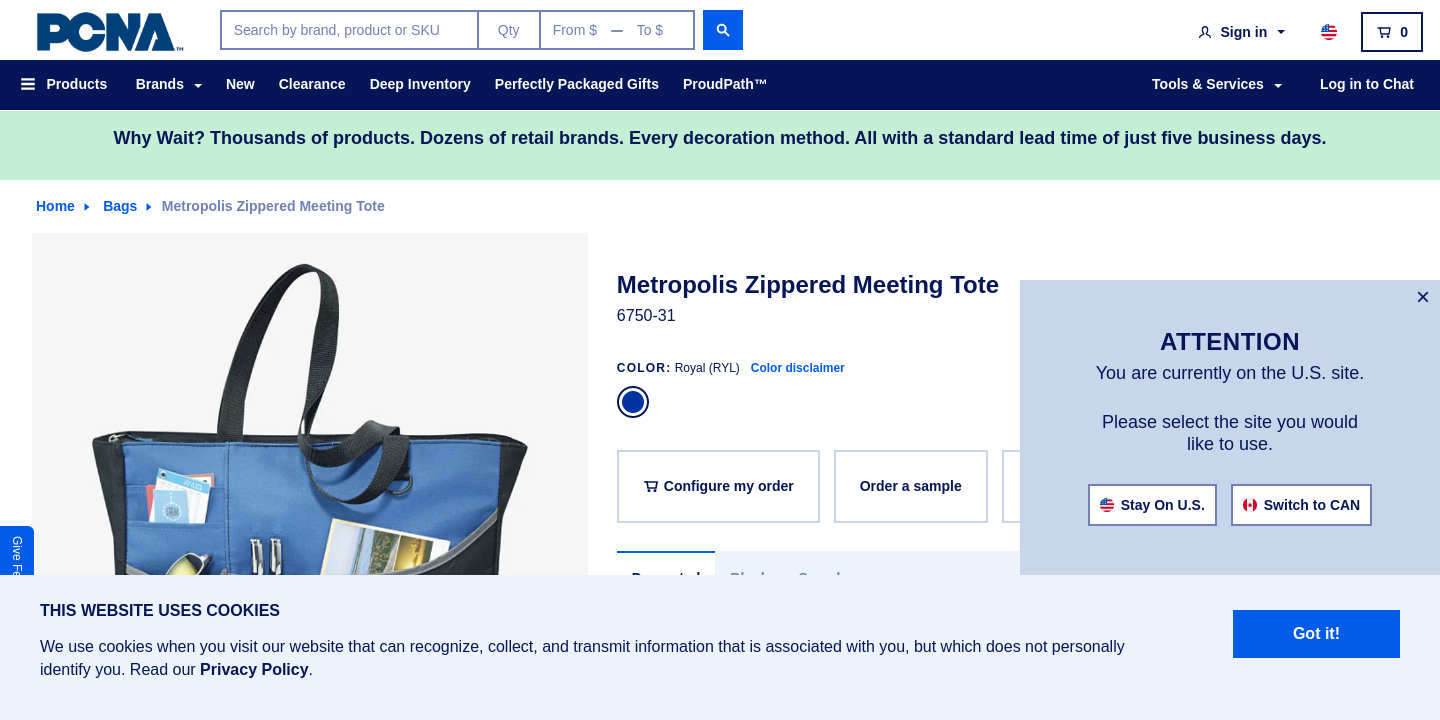 PCNA™
Search by brand, product or SKU
Qty
From $ — To $
Sign in
0
Products
Brands
New
Clearance
Deep Inventory
Perfectly Packaged Gifts
ProudPath™
Tools & Services
Log in to Chat
Why Wait? Thousands of products. Dozens of retail brands. Every decoration method. All with a standard lead time of just five business days.
Home
Bags
Metropolis Zippered Meeting Tote
Metropolis Zippered Meeting Tote
6750-31
COLOR: Royal (RYL) Color disclaimer
Configure my order
Order a sample
×
ATTENTION
You are currently on the U.S. site.
Please select the site you would
like to use.
Stay On U.S.
Switch to CAN
Give
THIS WEBSITE USES COOKIES
We use cookies when you visit our website that can recognize, collect, and transmit information that is associated with you, but which does not personally
identify you. Read our Privacy Policy.
Got it!